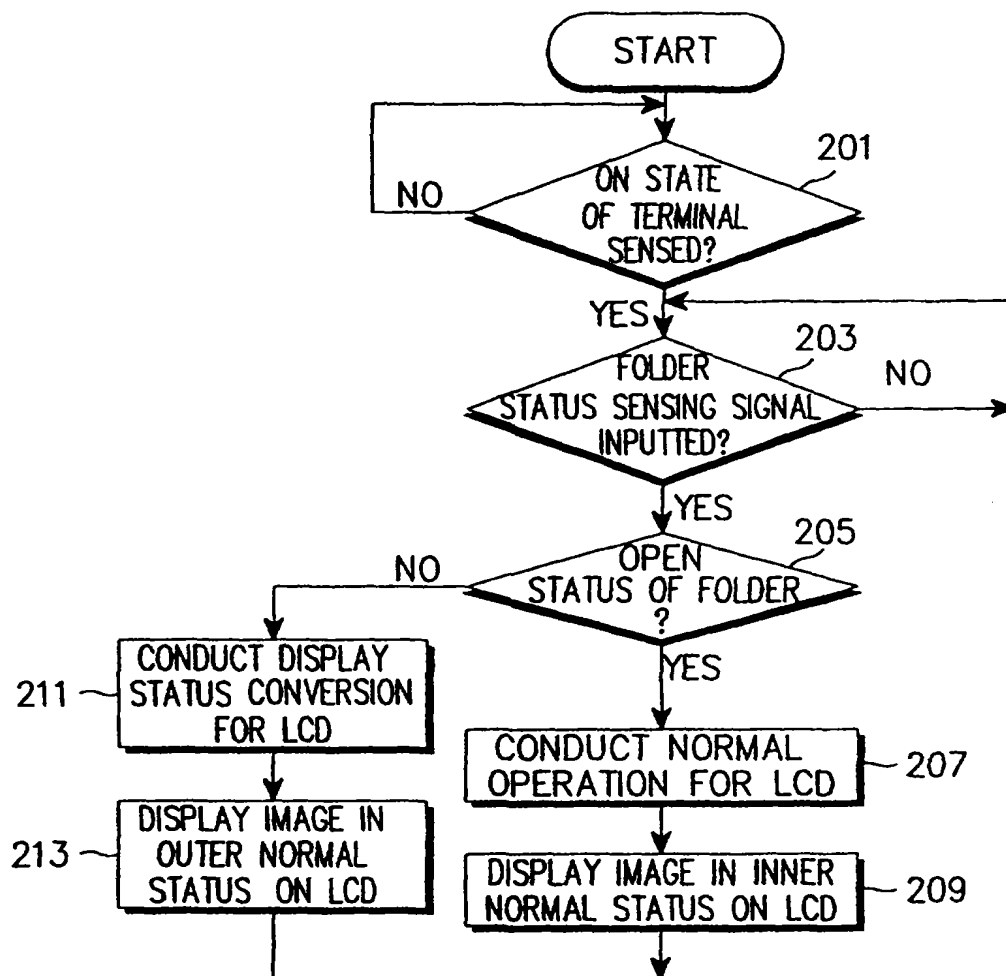 START
201
NO
ON STATE
OF TERMINAL
SENSED?
YES
203
FOLDER
STATUS SENSING SIGNAL
INPUTTED?
NO
YES
205
NO
OPEN
STATUS OF FOLDER
?
YES
211
CONDUCT DISPLAY
STATUS CONVERSION
FOR LCD
CONDUCT NORMAL
OPERATION FOR LCD
207
213
DISPLAY IMAGE IN
OUTER NORMAL
STATUS ON LCD
DISPLAY IMAGE IN INNER
NORMAL STATUS ON LCD
209